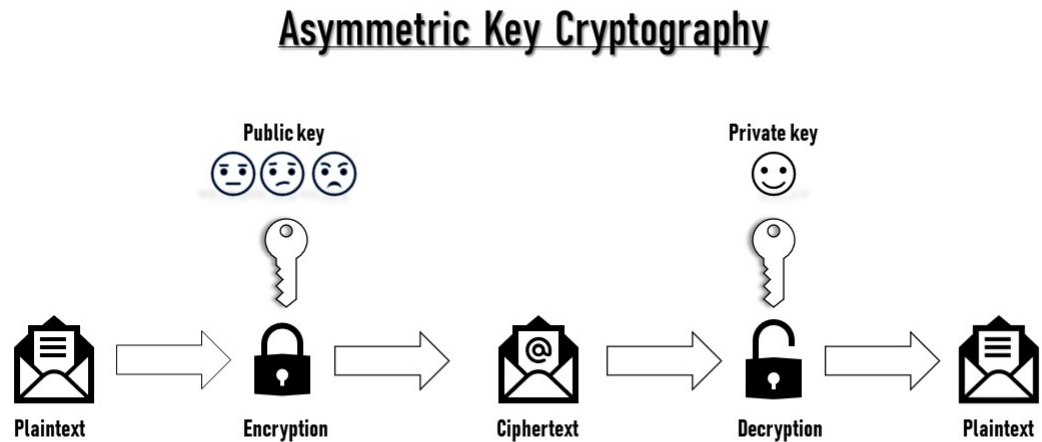 Asymmetric Key Cryptography
Public key
Private key
@
Plaintext
Encryption
Ciphertext
Decryption
Plaintext